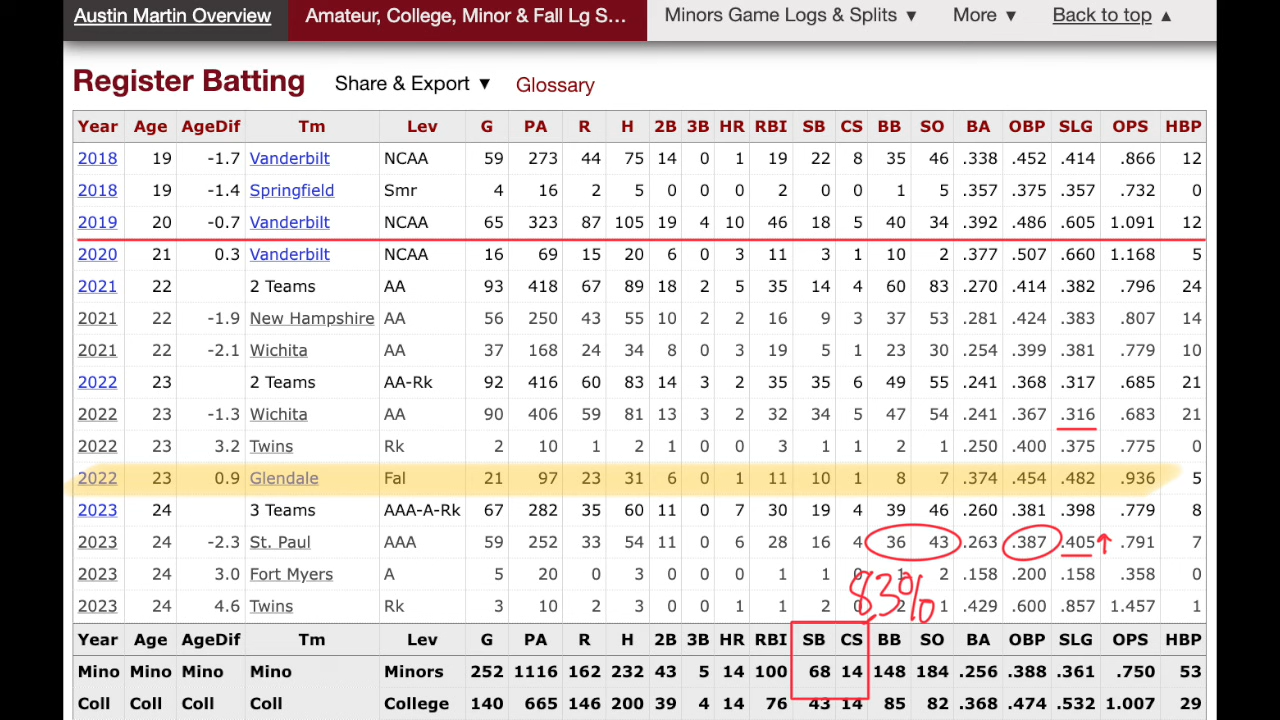 Austin Martin Overview Amateur, College, Minor & Fall Lg S... Minors Game Logs & Splits ▼ More ▼ Back to top ▲
Register Batting Share & Export ▼ Glossary
Year Age AgeDif Tm Lev G PA R H 2B 3B HR RBI SB CS BB SO BA OBP SLG OPS HBP
2018 19 -1.7 Vanderbilt NCAA 59 273 44 75 14 0 1 19 22 8 35 46 .338 .452 .414 .866 12
2018 19 -1.4 Springfield Smr 4 16 2 5 0 0 0 2 0 0 1 5 .357 .375 .357 .732 0
2019 20 -0.7 Vanderbilt NCAA 65 323 87 105 19 4 10 46 18 5 40 34 .392 .486 .605 1.091 12
2020 21 0.3 Vanderbilt NCAA 16 69 15 20 6 0 3 11 3 1 10 2 .377 .507 .660 1.168 5
2021 22 2 Teams AA 93 418 67 89 18 2 5 35 14 4 60 83 .270 .414 .382 .796 24
2021 22 -1.9 New Hampshire AA 56 250 43 55 10 2 2 16 9 3 37 53 .281 .424 .383 .807 14
2021 22 -2.1 Wichita AA 37 168 24 34 8 0 3 19 5 1 23 30 .254 .399 .381 .779 10
2022 23 2 Teams AA-Rk 92 416 60 83 14 3 2 35 35 6 49 55 .241 .368 .317 .685 21
2022 23 -1.3 Wichita AA 90 406 59 81 13 3 2 32 34 5 47 54 .241 .367 .316 .683 21
2022 23 3.2 Twins Rk 2 10 1 2 1 0 0 3 1 1 2 1 .250 .400 .375 .775 0
2022 23 0.9 Glendale Fal 21 97 23 31 6 0 1 11 10 1 8 7 .374 .454 .482 .936 5
2023 24 3 Teams AAA-A-Rk 67 282 35 60 11 0 7 30 19 4 39 46 .260 .381 .398 .779 8
2023 24 -2.3 St. Paul AAA 59 252 33 54 11 0 6 28 16 4 36 43 .263 .387 .405 ↑ .791 7
2023 24 3.0 Fort Myers A 5 20 0 3 0 0 0 1 1 0 1 2 .158 .200 .158 .358 0
83%
2023 24 4.6 Twins Rk 3 10 2 3 0 0 1 1 2 0 2 1 .429 .600 .857 1.457 1
Year Age AgeDif Tm Lev G PA R H 2B 3B HR RBI SB CS BB SO BA OBP SLG OPS HBP
Mino Mino Mino Mino Minors 252 1116 162 232 43 5 14 100 68 14 148 184 .256 .388 .361 .750 53
Coll Coll Coll Coll College 140 665 146 200 39 4 14 76 43 14 85 82 .368 .474 .532 1.007 29